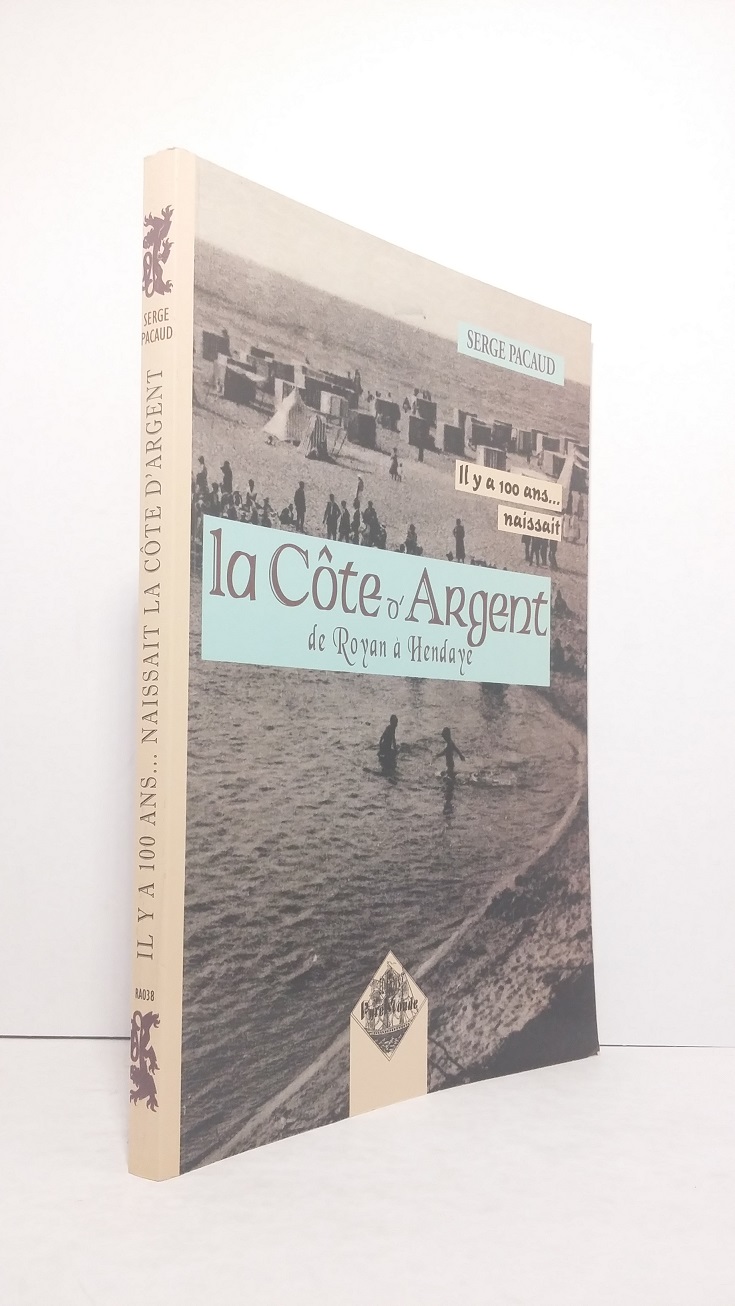 SERGE
PACAUD
IL Y A 100 ANS... NAISSAIT LA CÔTE D'ARGENT
RA038
SERGE PACAUD
Il y a 100 ans...
naissait
la Côte d'Argent
de Royan à Hendaye
PyréMonde